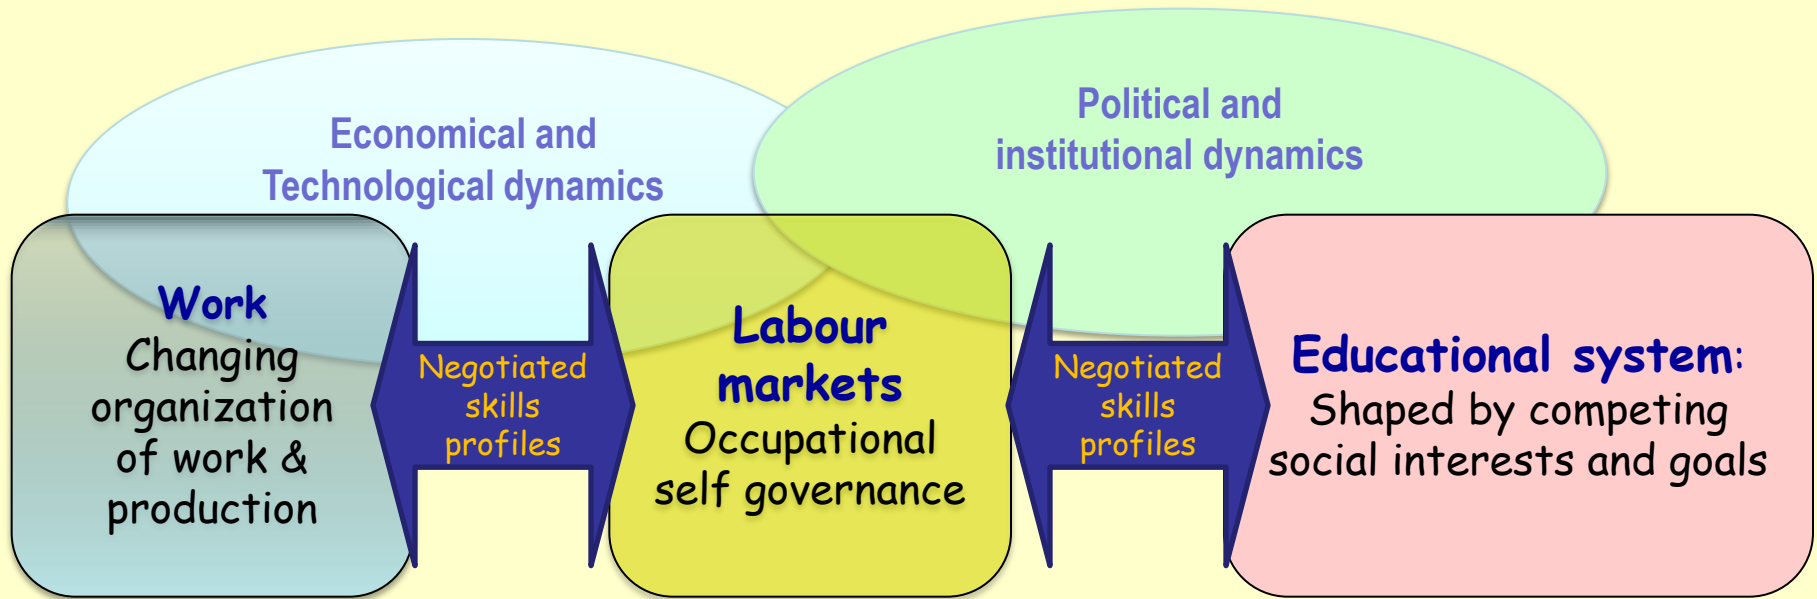 Economical and
Technological dynamics
Political and
institutional dynamics
Work
Changing
organization
of work &
production
Negotiated
skills
profiles
Labour
markets
Occupational
self governance
Negotiated
skills
profiles
Educational system:
Shaped by competing
social interests and goals